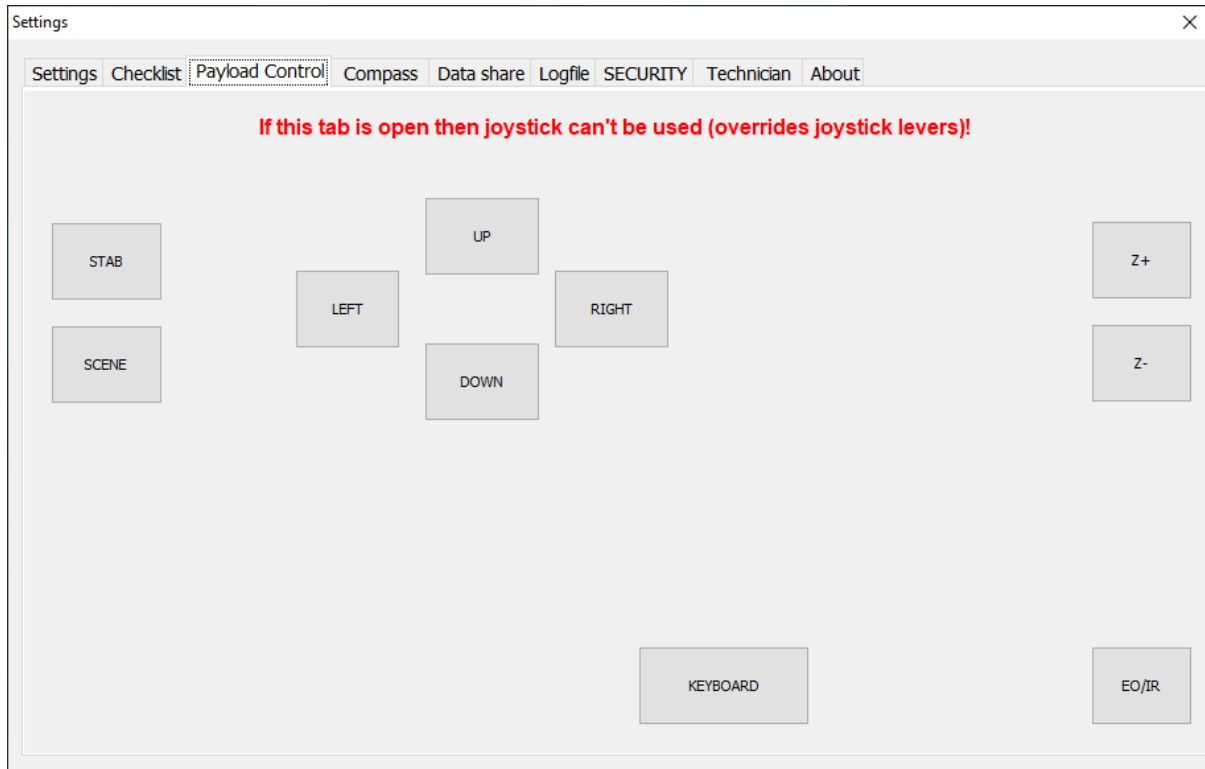 Settings
Settings Checklist Payload Control Compass Data share Logfile SECURITY Technician About
If this tab is open then joystick can't be used (overrides joystick levers)!
UP
STAB
Z+
LEFT
RIGHT
SCENE
Z-
DOWN
KEYBOARD
EO/IR